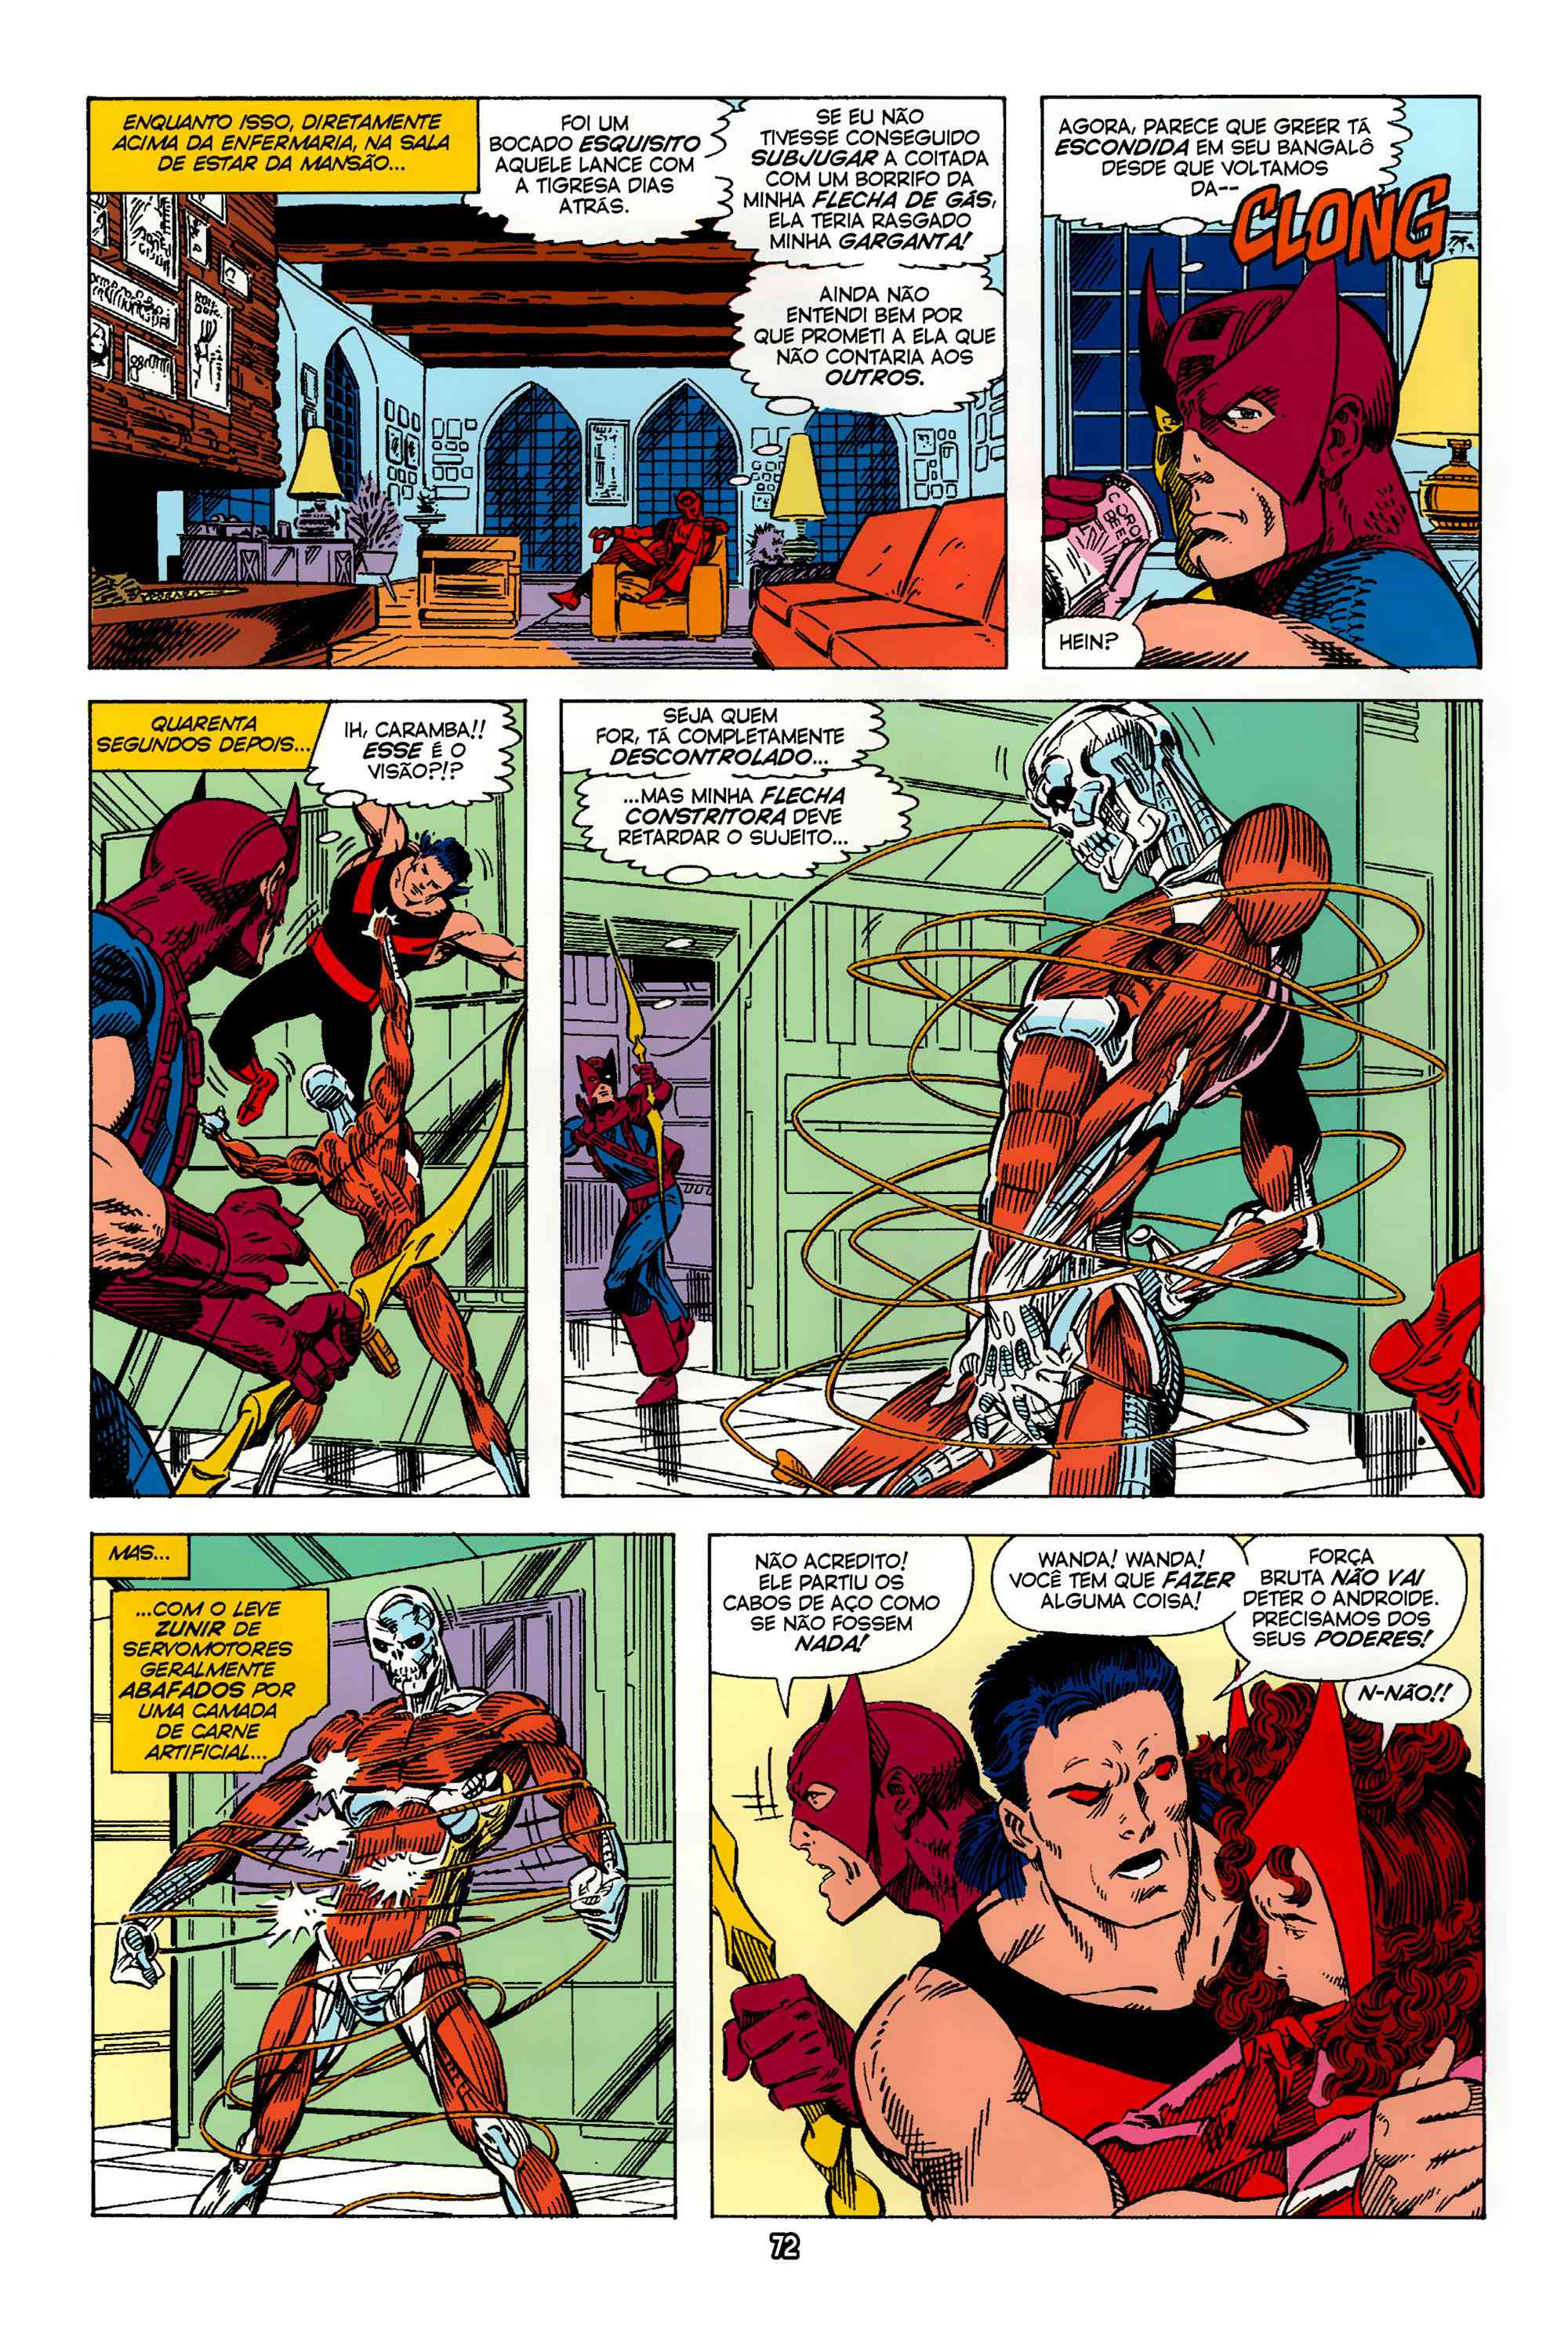 ENQUANTO ISSO, DIRETAMENTE
ACIMA DA ENFERMARIA, NA SALA
DE ESTAR DA MANSÃO...
FOI UM
BOCADO ESQUISITO
AQUELE LANCE COM
A TIGRESA DIAS
ATRÁS.
SE EU NÃO
TIVESSE CONSEGUIDO
SUBJUGAR A COITADA
COM UM BORRIFO DA
MINHA FLECHA DE GÁS,
ELA TERIA RASGADO
MINHA GARGANTA!
AINDA NÃO
ENTENDI BEM POR
QUE PROMETI A ELA QUE
NÃO CONTARIA AOS
OUTROS.
AGORA, PARECE QUE GREER TÁ
ESCONDIDA EM SEU BANGALÔ
DESDE QUE VOLTAMOS
DA--
CLONG
HEIN?
QUARENTA
SEGUNDOS DEPOIS...
IH, CARAMBA!!
ESSE É O
VISÃO?!?
SEJA QUEM
FOR, TÁ COMPLETAMENTE
DESCONTROLADO...
...MAS MINHA FLECHA
CONSTRITORA DEVE
RETARDAR O SUJEITO...
MAS...
...COM O LEVE
ZUNIR DE
SERVOMOTORES
GERALMENTE
ABAFADOS POR
UMA CAMADA
DE CARNE
ARTIFICIAL...
NÃO ACREDITO!
ELE PARTIU OS
CABOS DE AÇO COMO
SE NÃO FOSSEM
NADA!
WANDA! WANDA!
VOCÊ TEM QUE FAZER
ALGUMA COISA!
FORÇA
BRUTA NÃO VAI
DETER O ANDROIDE.
PRECISAMOS DOS
SEUS PODERES!
N-NÃO!!
72